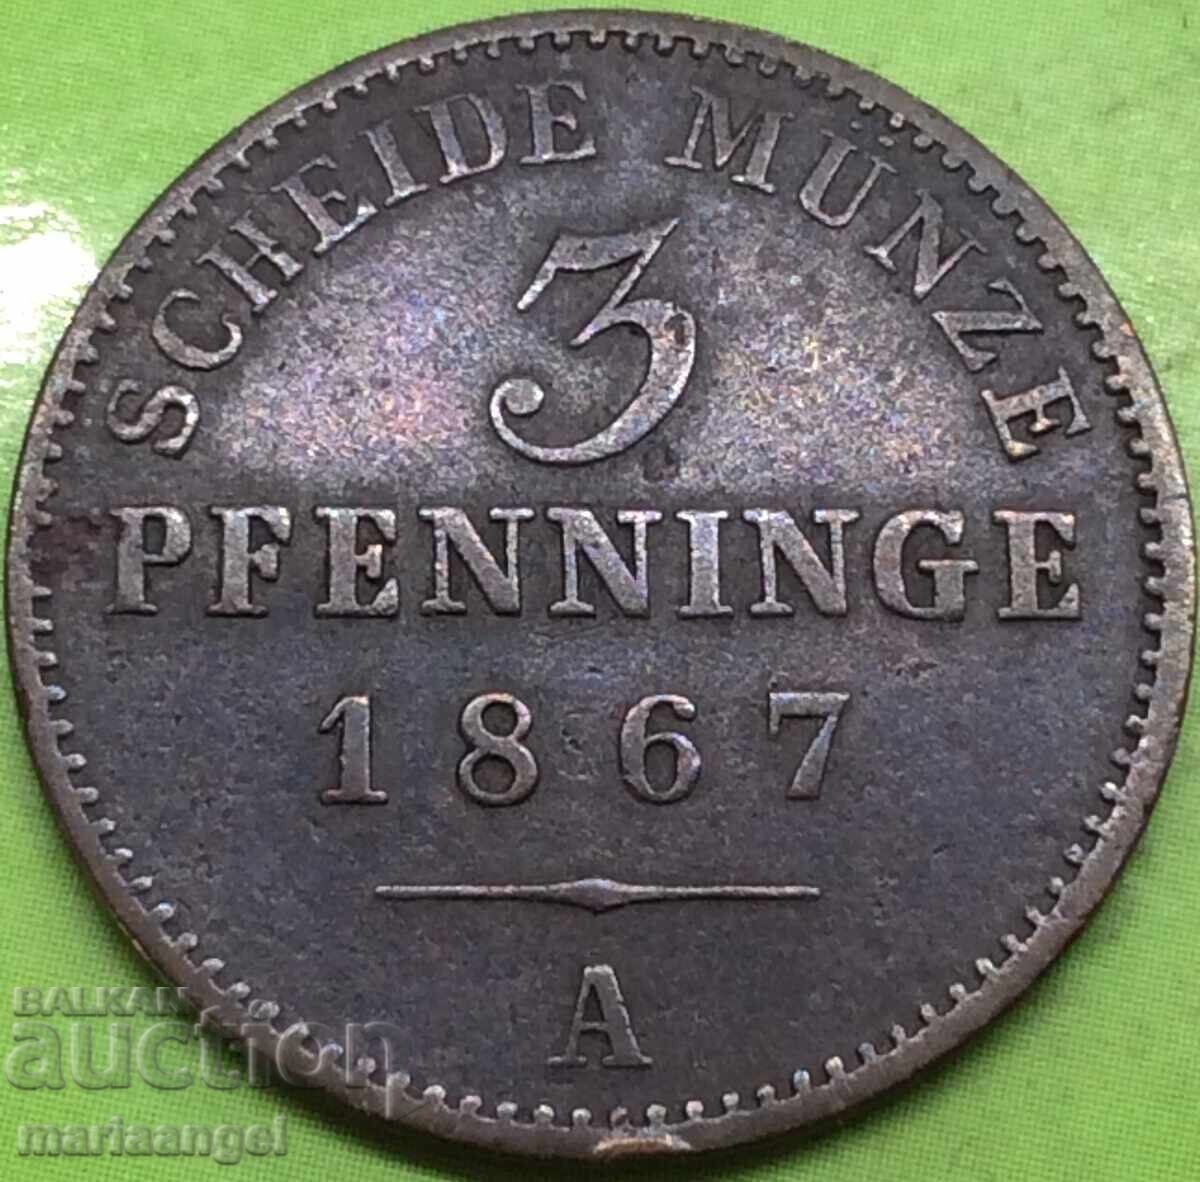 SCHEIDE MÜNZE
3
PFENNINGE
1867
A
BALKAN
auction
mariaangel